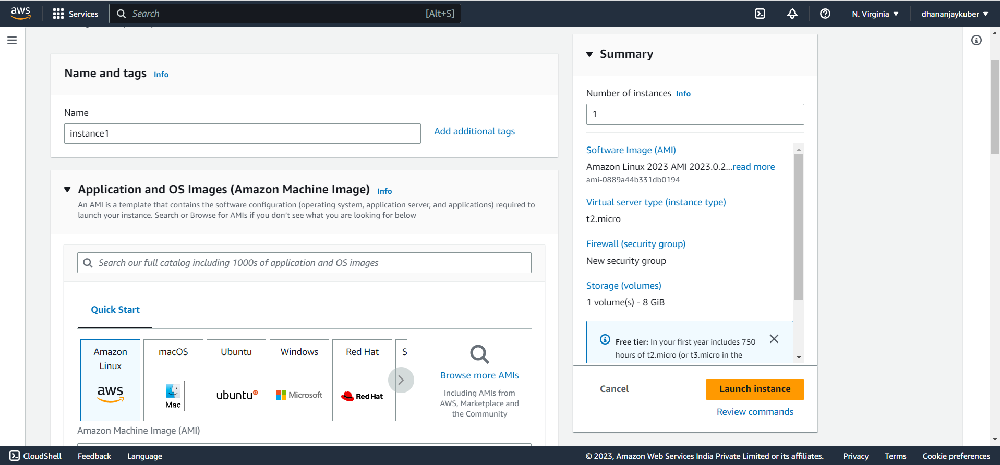 aws
Services
Search [Alt+S]
N. Virginia
dhananjaykuber
Name and tags Info
Name
instance1
Add additional tags
Application and OS Images (Amazon Machine Image) Info
An AMI is a template that contains the software configuration (operating system, application server, and applications) required to
launch your instance. Search or Browse for AMIs if you don't see what you are looking for below
Search our full catalog including 1000s of application and OS images
Quick Start
Amazon
Linux
aws
macOS
Mac
Ubuntu
ubuntu
Windows
Microsoft
Red Hat
Red Hat
S
Browse more AMIs
Including AMIs from
AWS, Marketplace and
the Community
Amazon Machine Image (AMI)
Summary
Number of instances Info
1
Software Image (AMI)
Amazon Linux 2023 AMI 2023.0.2...read more
ami-0889a44b331db0194
Virtual server type (instance type)
t2.micro
Firewall (security group)
New security group
Storage (volumes)
1 volume(s) - 8 GiB
Free tier: In your first year includes 750
hours of t2.micro (or t3.micro in the
Cancel
Launch instance
Review commands
CloudShell
Feedback
Language
© 2023, Amazon Web Services India Private Limited or its affiliates.
Privacy
Terms
Cookie preferences